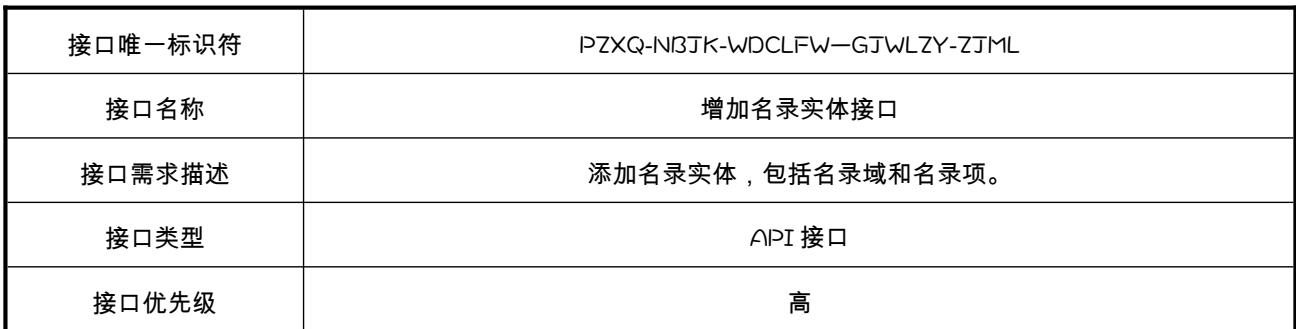 接口唯一标识符 PZXQ-NBJK-WDCLFW—GJWLZY-ZJML
接口名称 增加名录实体接口
接口需求描述 添加名录实体，包括名录域和名录项。
接口类型 API 接口
接口优先级 高